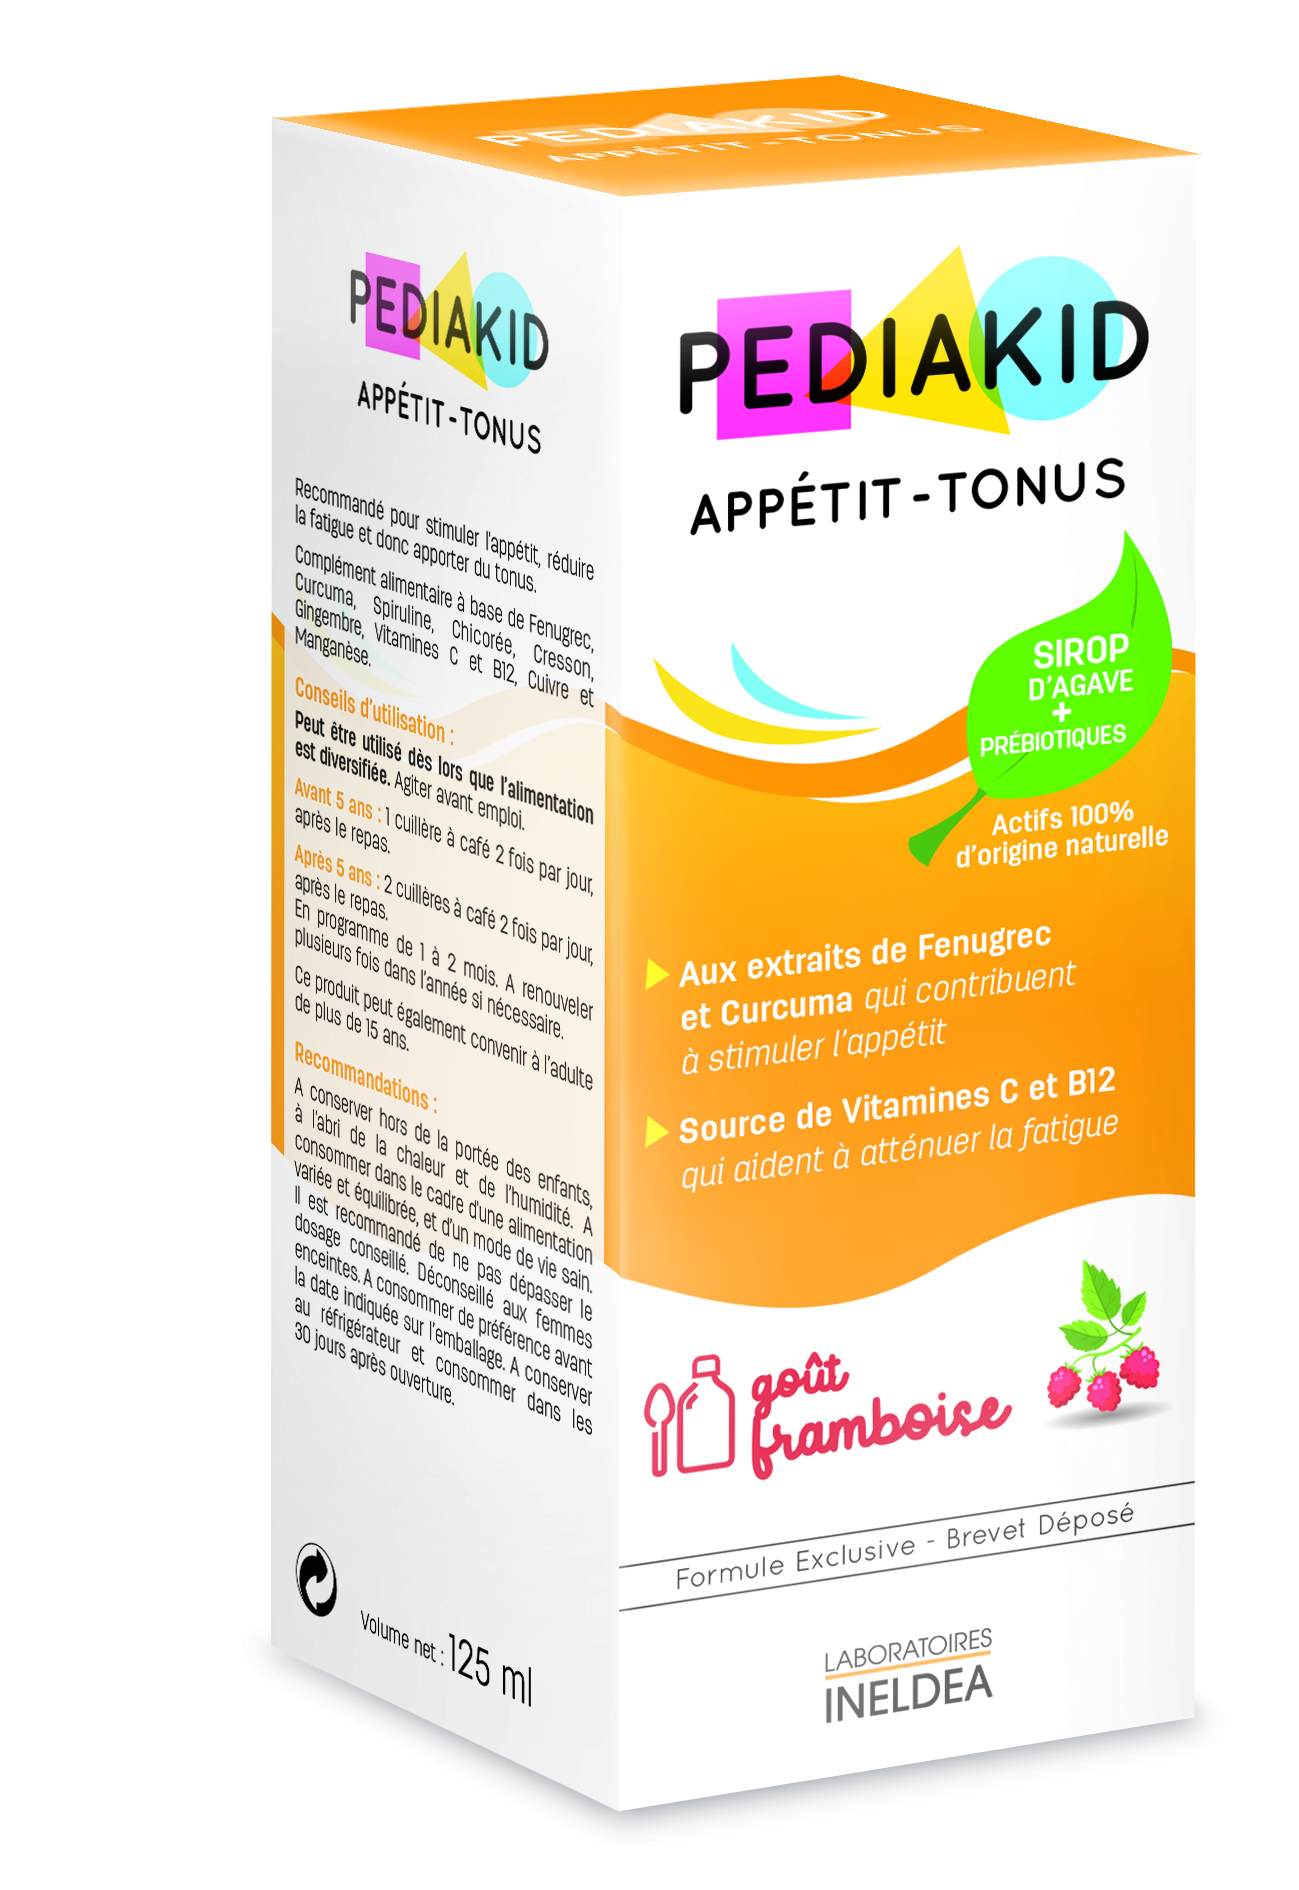 PEDIAKID
APPÉTIT - TONUS
PEDIAKID
APPÉTIT - TONUS
Recommandé pour stimuler l'appétit, réduire
la fatigue et donc apporter du tonus.
Complément alimentaire à base de Fenugrec,
Curcuma, Spiruline, Chicorée, Cresson,
Gingembre, Vitamines C et B12, Cuivre et
Manganèse.
Conseils d'utilisation :
Peut être utilisé dès lors que l'alimentation
est diversifiée. Agiter avant emploi.
Avant 5 ans : 1 cuillère à café 2 fois par jour,
après le repas.
Après 5 ans : 2 cuillères à café 2 fois par jour,
après le repas.
En programme de 1 à 2 mois. A renouveler
plusieurs fois dans l'année si nécessaire.
Ce produit peut également convenir à l'adulte
de plus de 15 ans.
Recommandations :
A conserver hors de la portée des enfants,
à l'abri de la chaleur et de l'humidité. A
consommer dans le cadre d'une alimentation
variée et équilibrée, et d'un mode de vie sain.
Il est recommandé de ne pas dépasser le
dosage conseillé. Déconseillé aux femmes
enceintes. A consommer de préférence avant
la date indiquée sur l'emballage. A conserver
au réfrigérateur et consommer dans les
30 jours après ouverture.
Volume net : 125 ml
PEDIAKID
APPÉTIT - TONUS
SIROP
D'AGAVE
+
PRÉBIOTIQUES
Actifs 100%
d'origine naturelle
Aux extraits de Fenugrec
et Curcuma qui contribuent
à stimuler l'appétit
Source de Vitamines C et B12
qui aident à atténuer la fatigue
goût
framboise
Formule Exclusive - Brevet Déposé
LABORATOIRES
INELDEA